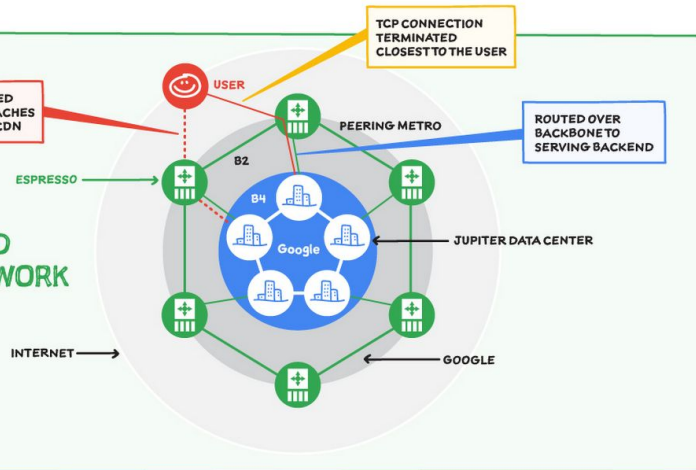 TCP CONNECTION
TERMINATED
CLOSEST TO THE USER
USER
ED
ACHES
CDN
PEERING METRO
ROUTED OVER
BACKBONE TO
SERVING BACKEND
B2
ESPRESSO
B4
D
WORK
Google
JUPITER DATA CENTER
INTERNET
GOOGLE